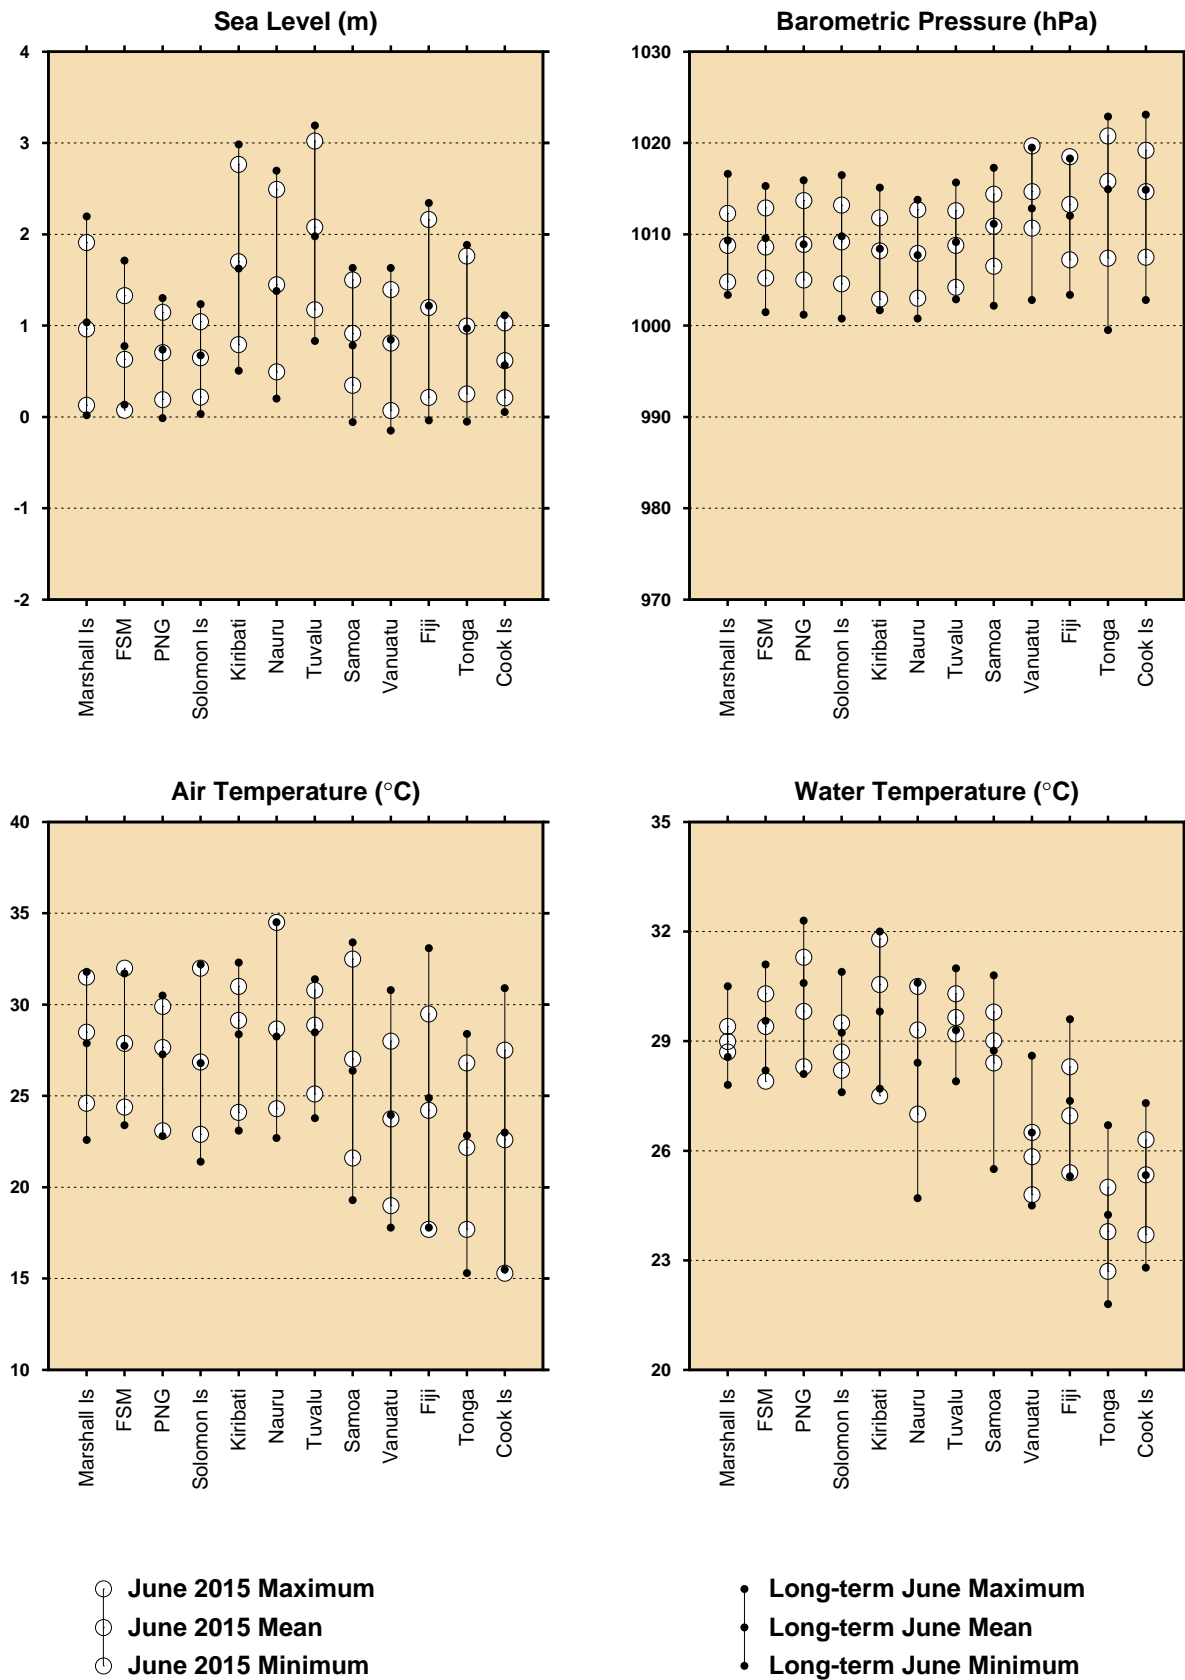 Sea Level (m)
4
3
2
1
0
-1
-2
Marshall Is
FSM
PNG
Solomon Is
Kiribati
Nauru
Tuvalu
Samoa
Vanuatu
Fiji
Tonga
Cook Is
Barometric Pressure (hPa)
1030
1020
1010
1000
990
980
970
Marshall Is
FSM
PNG
Solomon Is
Kiribati
Nauru
Tuvalu
Samoa
Vanuatu
Fiji
Tonga
Cook Is
Air Temperature (°C)
40
35
30
25
20
15
10
Marshall Is
FSM
PNG
Solomon Is
Kiribati
Nauru
Tuvalu
Samoa
Vanuatu
Fiji
Tonga
Cook Is
Water Temperature (°C)
35
32
29
26
23
20
Marshall Is
FSM
PNG
Solomon Is
Kiribati
Nauru
Tuvalu
Samoa
Vanuatu
Fiji
Tonga
Cook Is
June 2015 Maximum
June 2015 Mean
June 2015 Minimum
Long-term June Maximum
Long-term June Mean
Long-term June Minimum